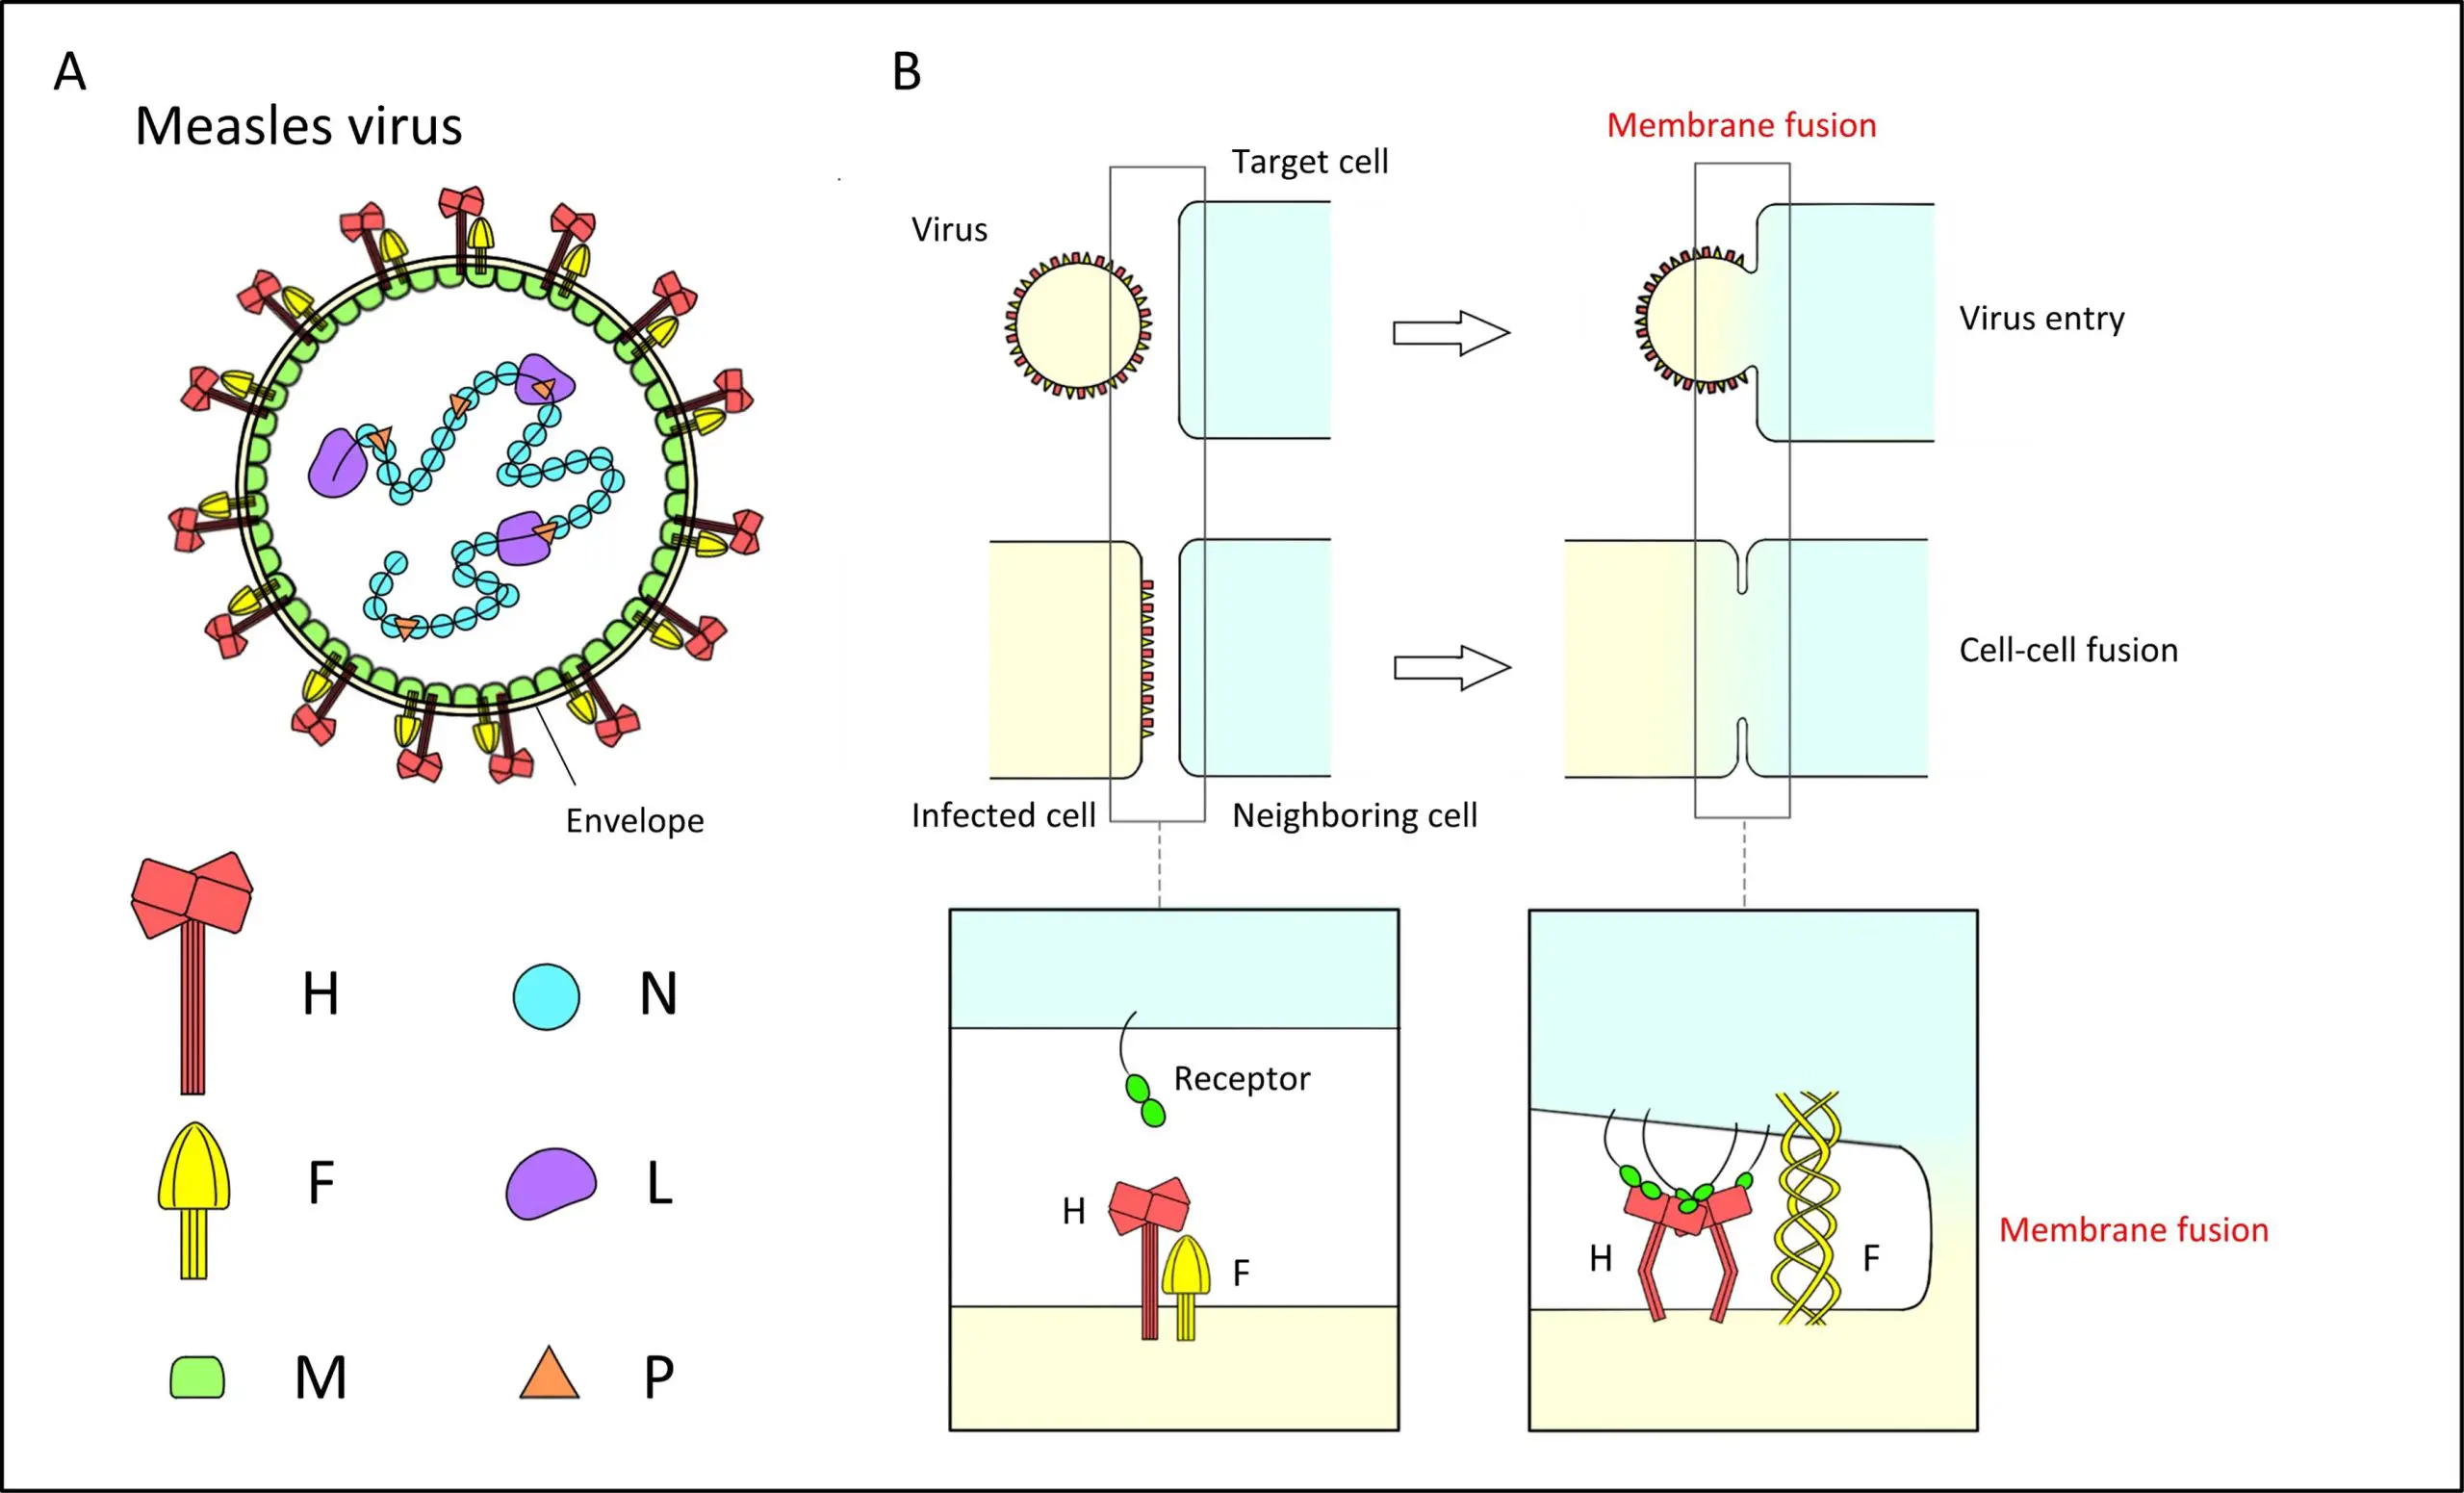 A
Measles virus
Envelope
H
N
F
L
M
P
B
Membrane fusion
Target cell
Virus
Virus entry
Cell-cell fusion
Infected cell
Neighboring cell
Receptor
H
F
H
F
Membrane fusion